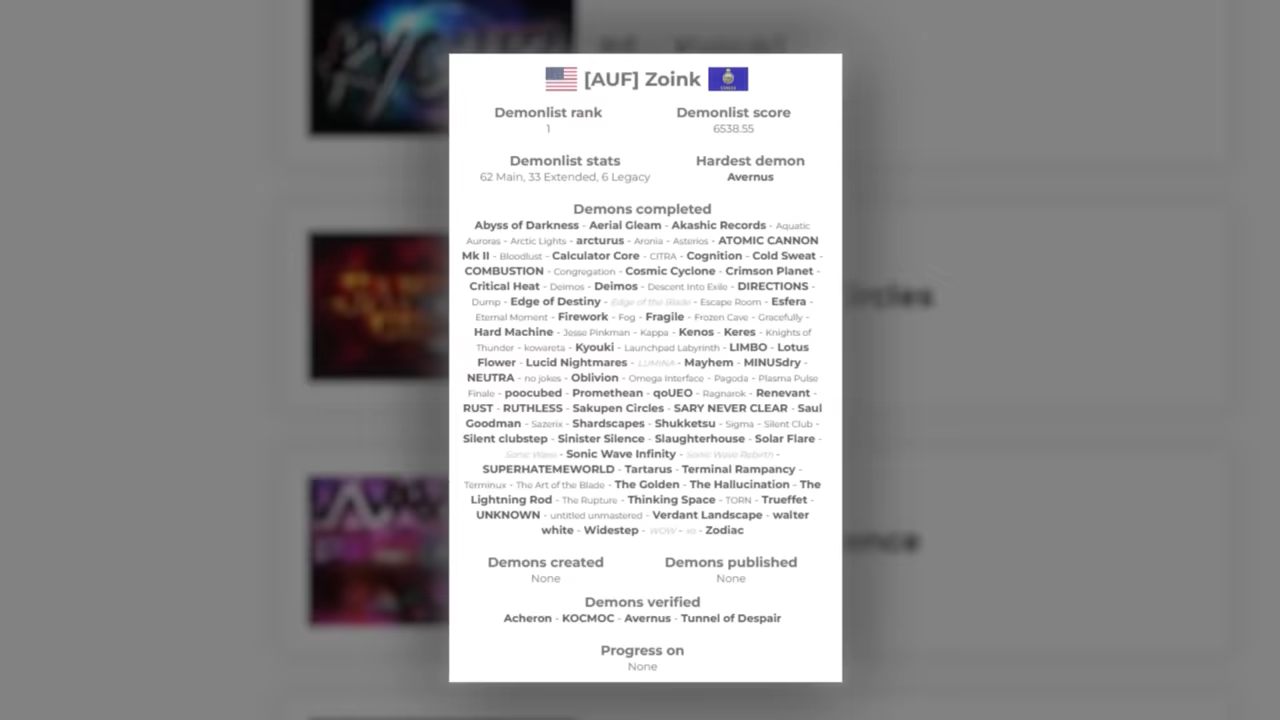 [AUF] Zoink
Demonlist rank
1
Demonlist score
6538.55
Demonlist stats
62 Main, 33 Extended, 6 Legacy
Hardest demon
Avernus
Demons completed
Abyss of Darkness - Aerial Gleam - Akashic Records - Aquatic
Auroras - Arctic Lights - arcturus - Aronia - Asterios - ATOMIC CANNON
Mk II - Bloodlust - Calculator Core - CITRA - Cognition - Cold Sweat -
COMBUSTION - Congregation - Cosmic Cyclone - Crimson Planet -
Critical Heat - Deimos - Deimos - Descent Into Exile - DIRECTIONS -
Dump - Edge of Destiny - Edge of the Blade - Escape Room - Esfera -
Eternal Moment - Firework - Fog - Fragile - Frozen Cave - Gracefully -
Hard Machine - Jesse Pinkman - Kappa - Kenos - Keres - Knights of
Thunder - kowareta - Kyouki - Launchpad Labyrinth - LIMBO - Lotus
Flower - Lucid Nightmares - LUMINA - Mayhem - MINUSdry -
NEUTRA - no jokes - Oblivion - Omega Interface - Pagoda - Plasma Pulse
Finale - poocubed - Promethean - qoUEO - Ragnarok - Renevant -
RUST - RUTHLESS - Sakupen Circles - SARY NEVER CLEAR - Saul
Goodman - Sazerix - Shardscapes - Shukketsu - Sigma - Silent Club -
Silent clubstep - Sinister Silence - Slaughterhouse - Solar Flare -
Sonic Wave - Sonic Wave Infinity - Sonic Wave Rebirth -
SUPERHATEMEWORLD - Tartarus - Terminal Rampancy -
Terminux - The Art of the Blade - The Golden - The Hallucination - The
Lightning Rod - The Rupture - Thinking Space - TORN - Trueffet -
UNKNOWN - untitled unmastered - Verdant Landscape - walter
white - Widestep - WOW - xo - Zodiac
Demons created
None
Demons published
None
Demons verified
Acheron - KOCMOC - Avernus - Tunnel of Despair
Progress on
None